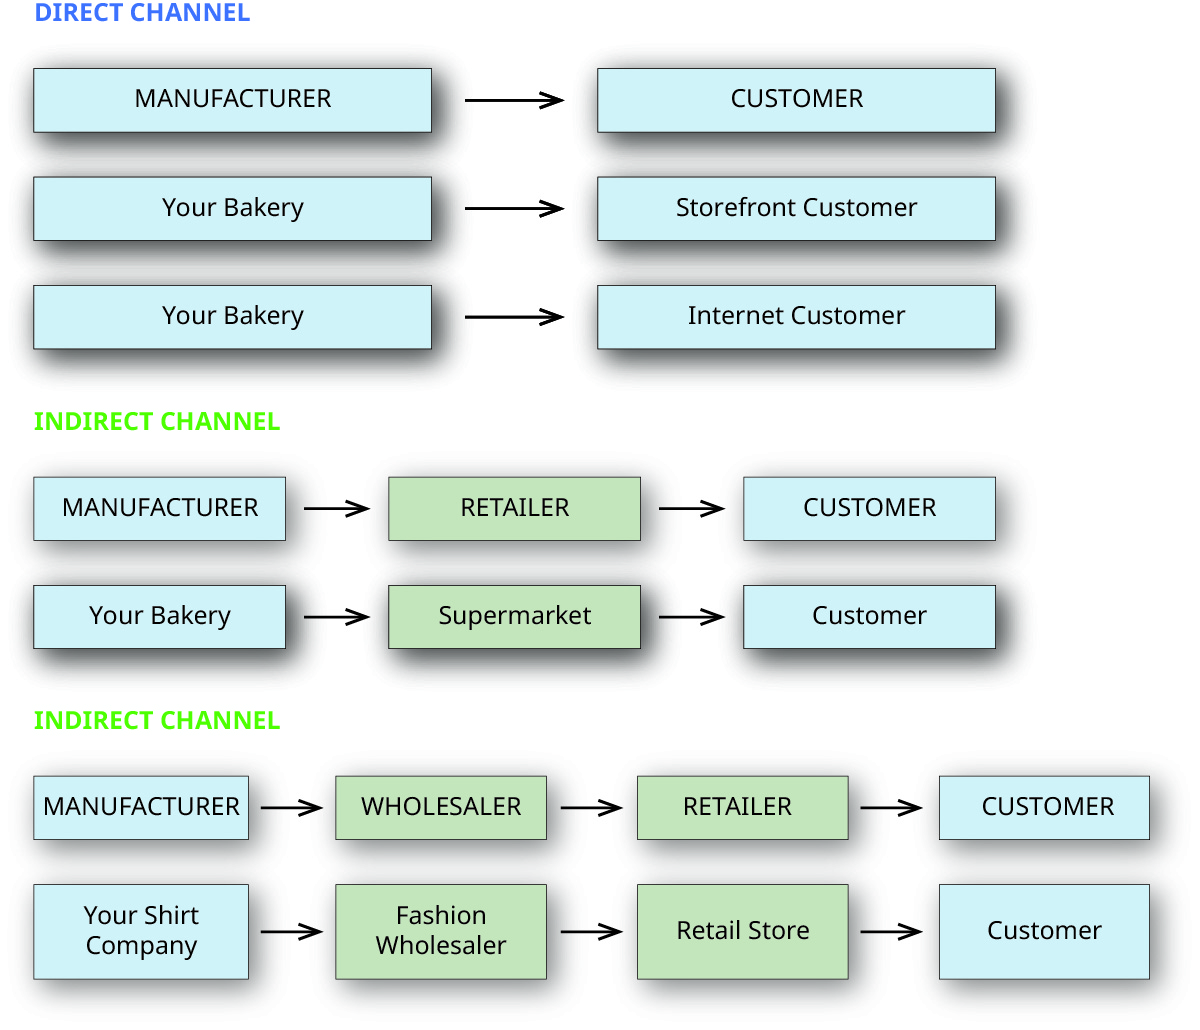 DIRECT CHANNEL
MANUFACTURER
CUSTOMER
Your Bakery
Storefront Customer
Your Bakery
Internet Customer
INDIRECT CHANNEL
MANUFACTURER
RETAILER
CUSTOMER
Your Bakery
Supermarket
Customer
INDIRECT CHANNEL
MANUFACTURER
WHOLESALER
RETAILER
CUSTOMER
Your Shirt
Company
Fashion
Wholesaler
Retail Store
Customer